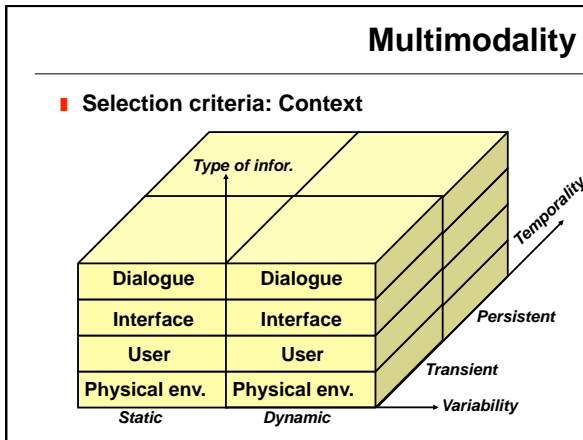 Multimodality
Selection criteria: Context
Type of infor.
Temporality
Dialogue Dialogue
Interface Interface
Persistent
User User
Transient
Physical env. Physical env.
Variability
Static Dynamic